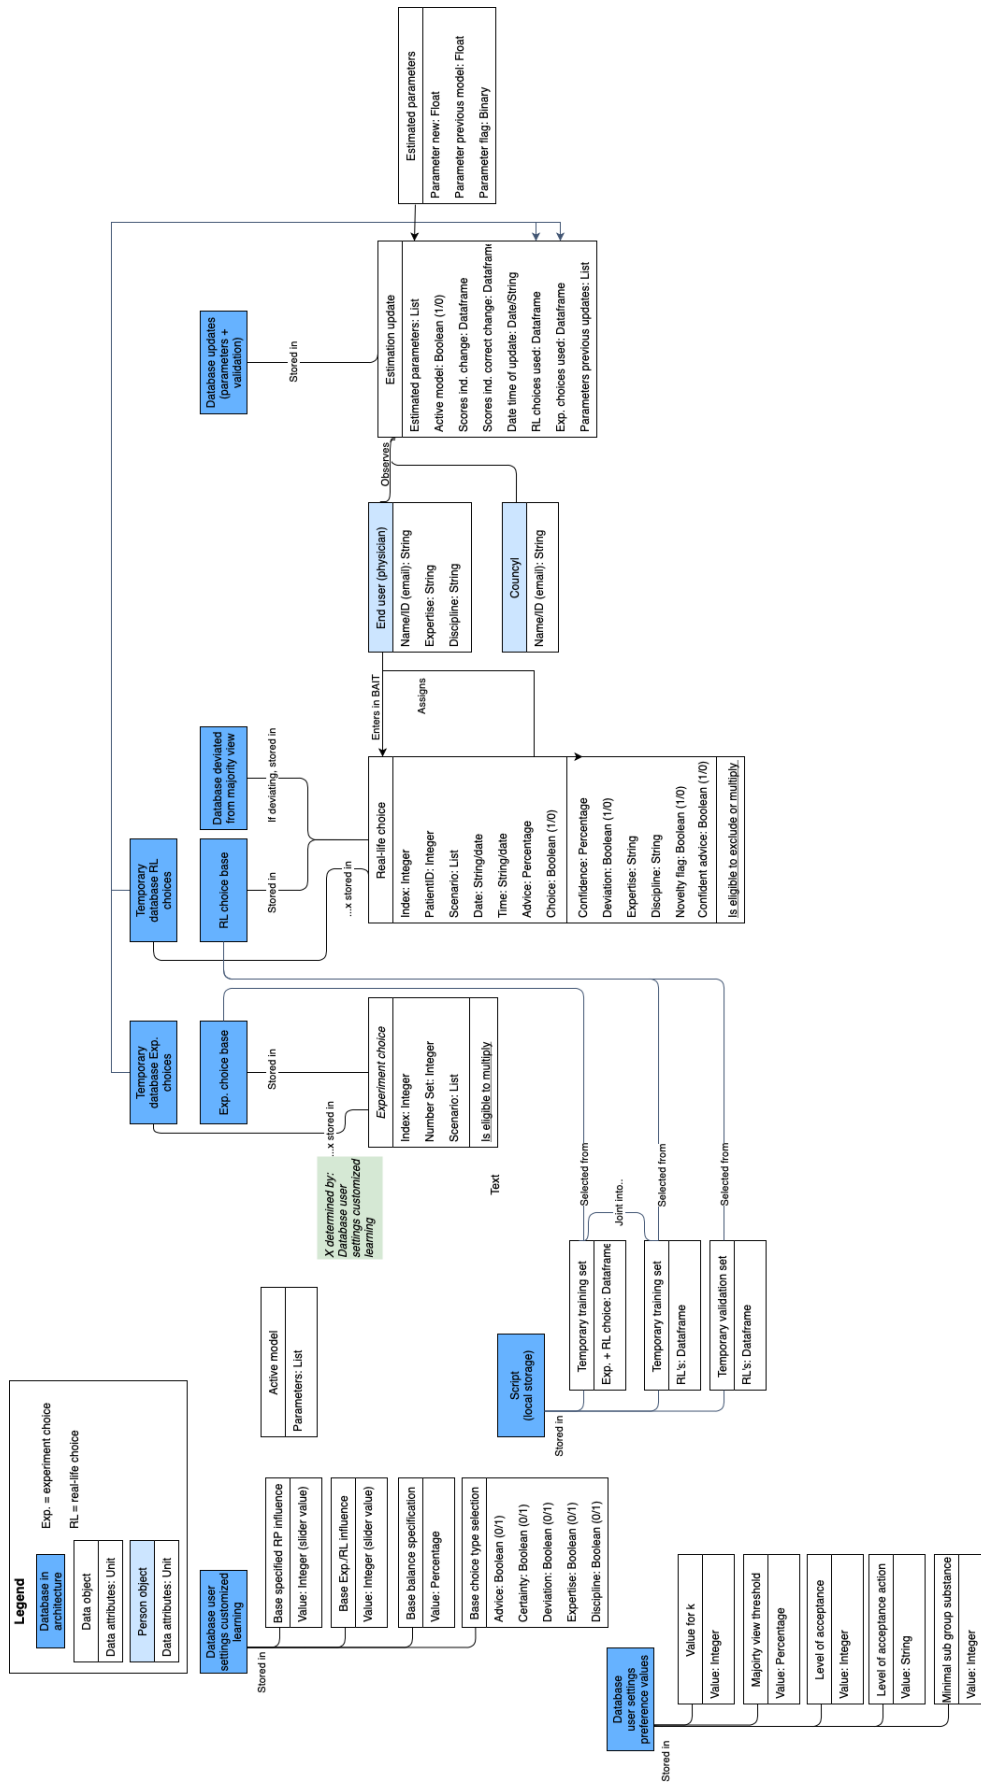 Legend
Database in
architecture
Exp. = experiment choice
RL = real-life choice
Data object
Data attributes: Unit
Person object
Data attributes: Unit
Database user
settings customized
learning
Stored in
Base specified RP influence
Value: Integer (slider value)
Base Exp./RL influence
Value: Integer (slider value)
Base balance specification
Value: Percentage
Base choice type selection
Advice: Boolean (0/1)
Certainty: Boolean (0/1)
Deviation: Boolean (0/1)
Expertise: Boolean (0/1)
Discipline: Boolean (0/1)
Database
user settings
preference values
Stored in
Value for k
Value: Integer
Majoirty view threshold
Value: Percentage
Level of acceptance
Value: Integer
Level of acceptance action
Value: String
Minimal sub group substance
Value: Integer
Active model
Parameters: List
Script
(local storage)
Stored in
Temporary training set
Exp. + RL choice: Dataframe
Temporary training set
RL's: Dataframe
Temporary validation set
RL's: Dataframe
Joint into..
Selected from
Selected from
Selected from
X determined by:
Database user
settings customized
learning
Text
Temporary
database Exp.
choices
Exp. choice base
Stored in
...x stored in
Experiment choice
Index: Integer
Number Set: Integer
Scenario: List
Is eligible to multiply
Temporary
database RL
choices
RL choice base
Database deviated
from majority view
Stored in
If deviating, stored in
...x stored in
Real-life choice
Index: Integer
PatientID: Integer
Scenario: List
Date: String/date
Time: String/date
Advice: Percentage
Choice: Boolean (1/0)
Confidence: Percentage
Deviation: Boolean (1/0)
Expertise: String
Discipline: String
Novelty flag: Boolean (1/0)
Confident advice: Boolean (1/0)
Is eligible to exclude or multiply
Enters in BAIT
Assigns
End user (physician)
Name/ID (email): String
Expertise: String
Discipline: String
Councyl
Name/ID (email): String
Observes
Database updates
(parameters +
validation)
Stored in
Estimation update
Estimated parameters: List
Active model: Boolean (1/0)
Scores ind. change: Dataframe
Scores ind. correct change: Dataframe
Date time of update: Date/String
RL choices used: Dataframe
Exp. choices used: Dataframe
Parameters previous updates: List
Estimated parameters
Parameter new: Float
Parameter previous model: Float
Parameter flag: Binary